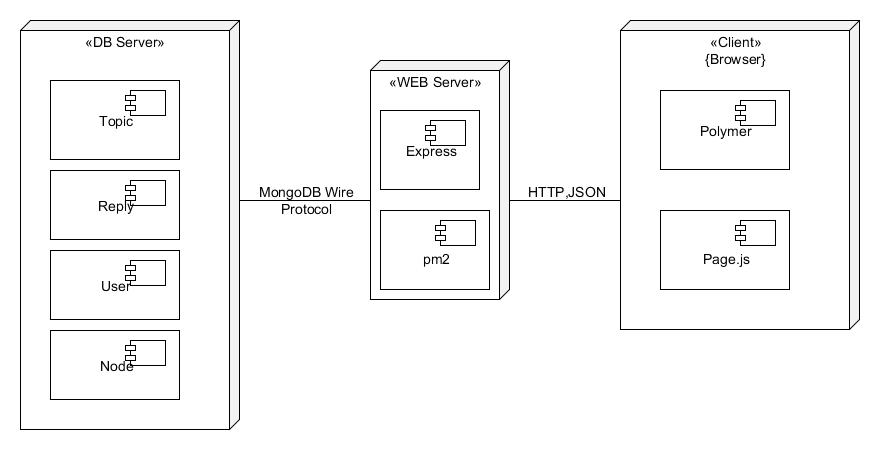 «DB Server»
Topic
Reply
User
Node
MongoDB Wire
Protocol
«WEB Server»
Express
pm2
HTTP,JSON
«Client»
{Browser}
Polymer
Page.js